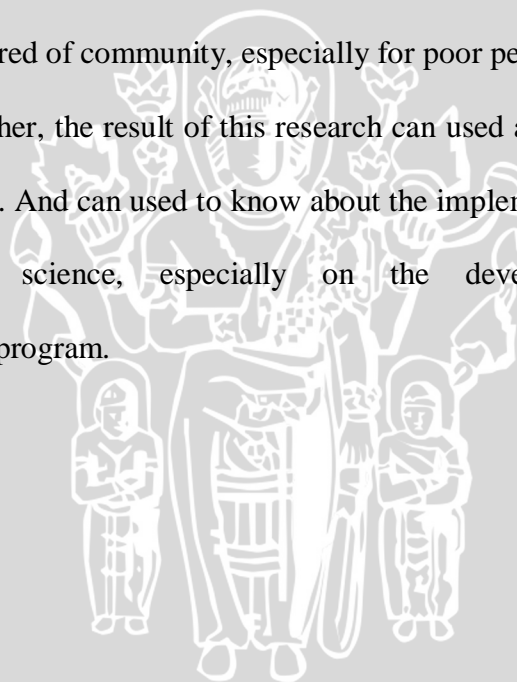 red of community, especially for poor pe
her, the result of this research can used a
. And can used to know about the implem
science, especially on the deve
program.